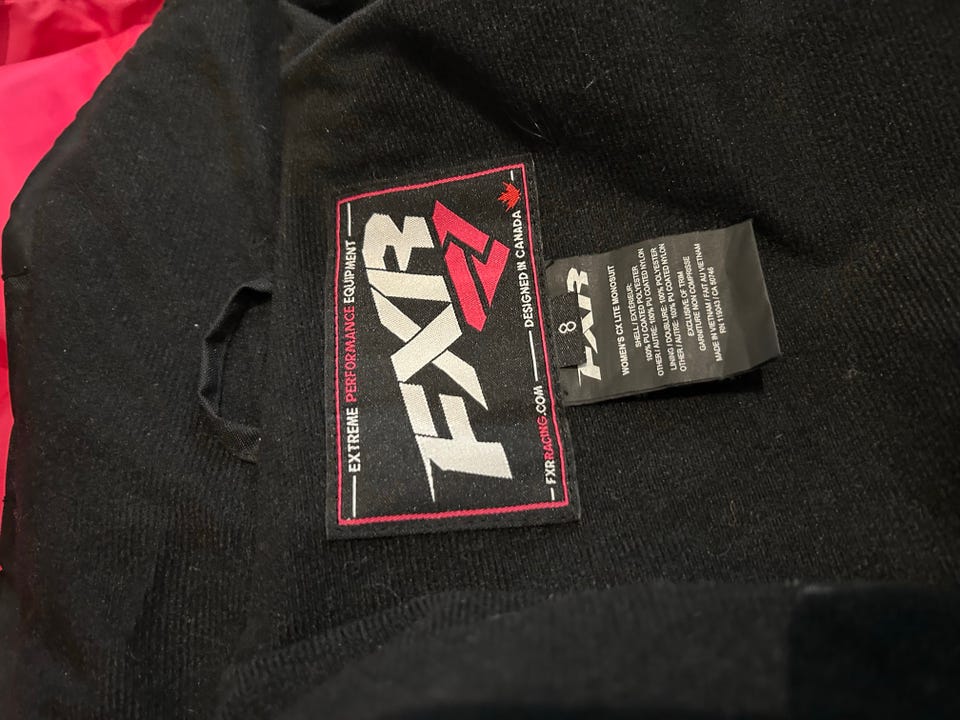 EXTREME PERFORMANCE EQUIPMENT
FXR
DESIGNED IN CANADA
FXRRACING.COM
8
FXR
WOMEN'S CX LITE MONOSUIT
SHELL / EXTÉRIEUR:
100% PU COATED POLYESTER
OTHER / AUTRE: 100% PU COATED NYLON
LINING / DOUBLURE: 100% POLYESTER
OTHER / AUTRE: 100% PU COATED NYLON
EXCLUSIVE OF TRIM
GARNITURE NON COMPRISE
MADE IN VIETNAM / FAIT AU VIETNAM